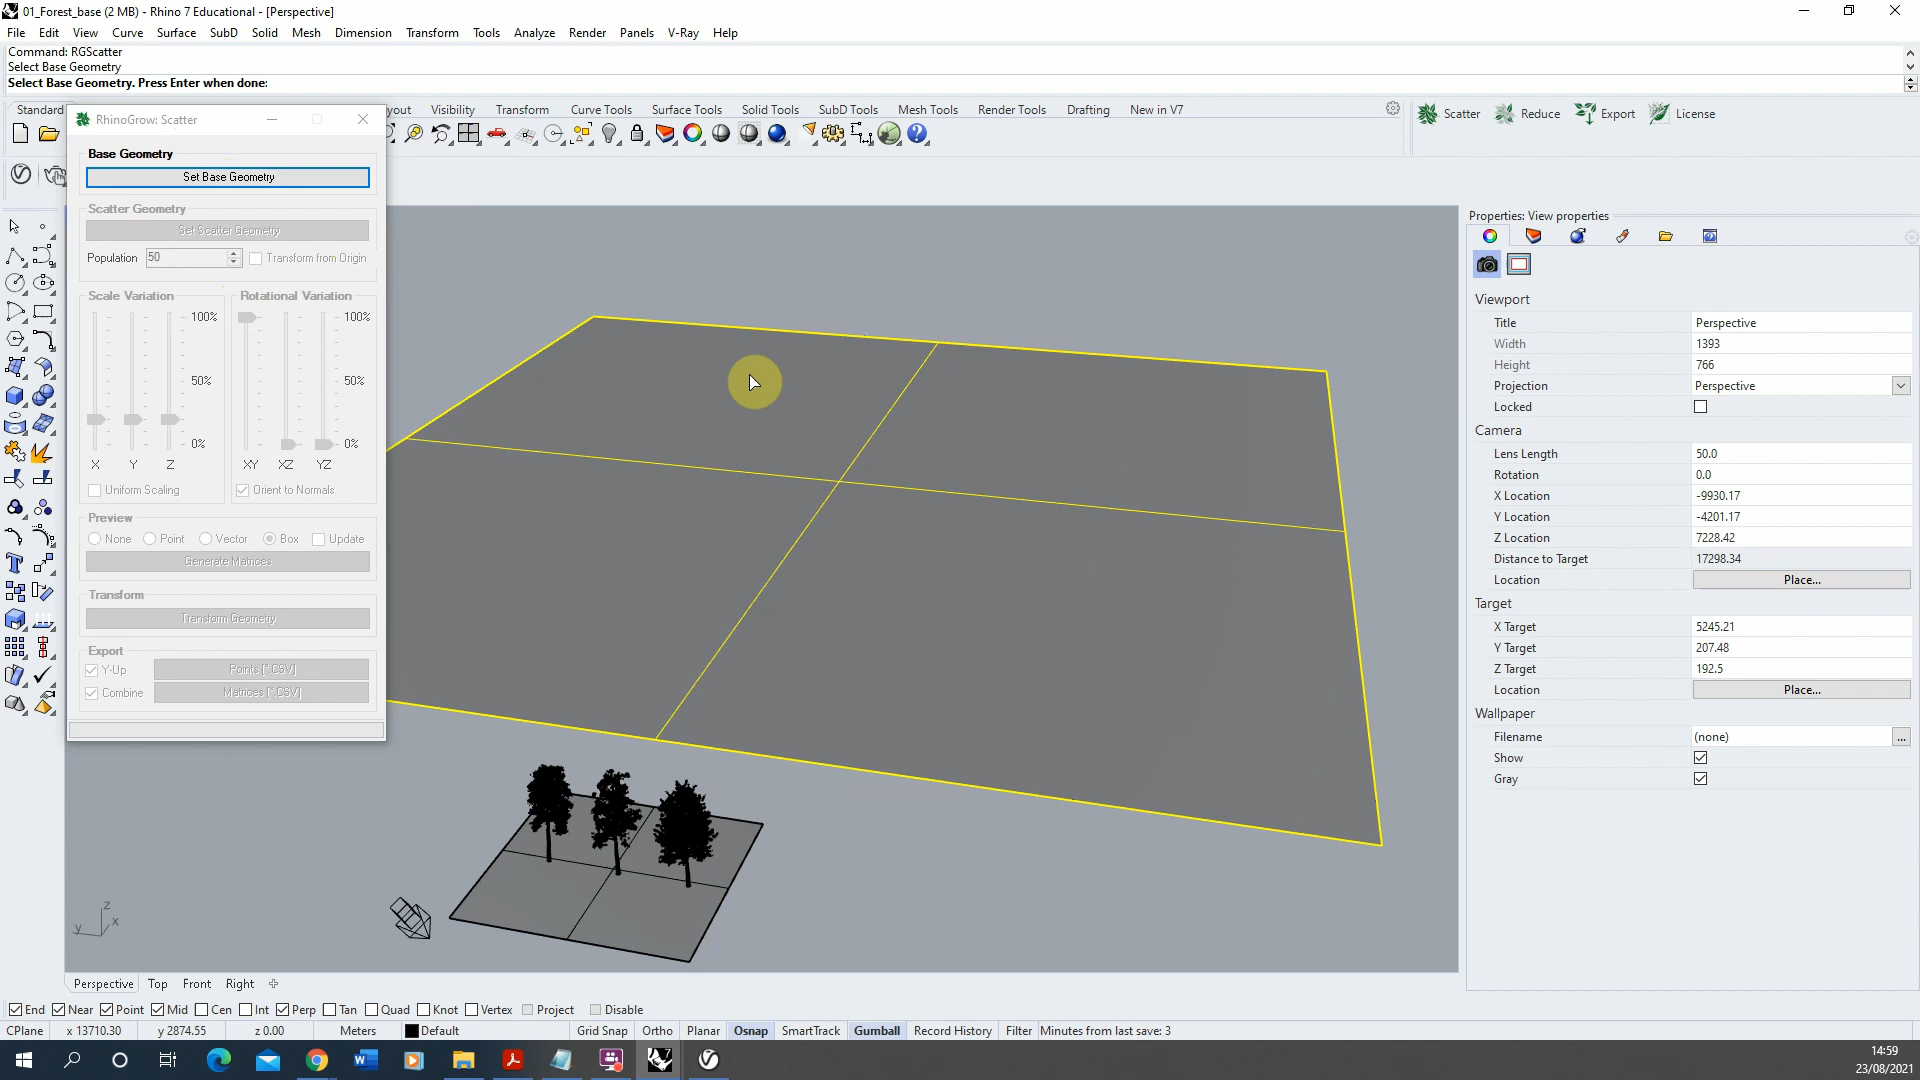 01_Forest_base (2 MB) - Rhino 7 Educational - [Perspective]
File Edit View Curve Surface SubD Solid Mesh Dimension Transform Tools Analyze Render Panels V-Ray Help
Command: RGScatter
Select Base Geometry
Select Base Geometry. Press Enter when done:
Standard yout Visibility Transform Curve Tools Surface Tools Solid Tools SubD Tools Mesh Tools Render Tools Drafting New in V7
Scatter Reduce Export License
RhinoGrow: Scatter
Base Geometry
Set Base Geometry
Scatter Geometry
Set Scatter Geometry
Population 50 Transform from Origin
Scale Variation Rotational Variation
100% 100%
50% 50%
0% 0%
X Y Z XY XZ YZ
Uniform Scaling Orient to Normals
Preview
None Point Vector Box Update
Generate Matrices
Transform
Transform Geometry
Export
Y-Up Points [*.CSV]
Combine Matrices [*.CSV]
Properties: View properties
Viewport
Title Perspective
Width 1393
Height 766
Projection Perspective
Locked
Camera
Lens Length 50.0
Rotation 0.0
X Location -9930.17
Y Location -4201.17
Z Location 7228.42
Distance to Target 17298.34
Location Place...
Target
X Target 5245.21
Y Target 207.48
Z Target 192.5
Location Place...
Wallpaper
Filename (none) ...
Show
Gray
z
y x
Perspective Top Front Right
End Near Point Mid Cen Int Perp Tan Quad Knot Vertex Project Disable
CPlane x 13710.30 y 2874.55 z 0.00 Meters Default Grid Snap Ortho Planar Osnap SmartTrack Gumball Record History Filter Minutes from last save: 3
14:59
23/08/2021